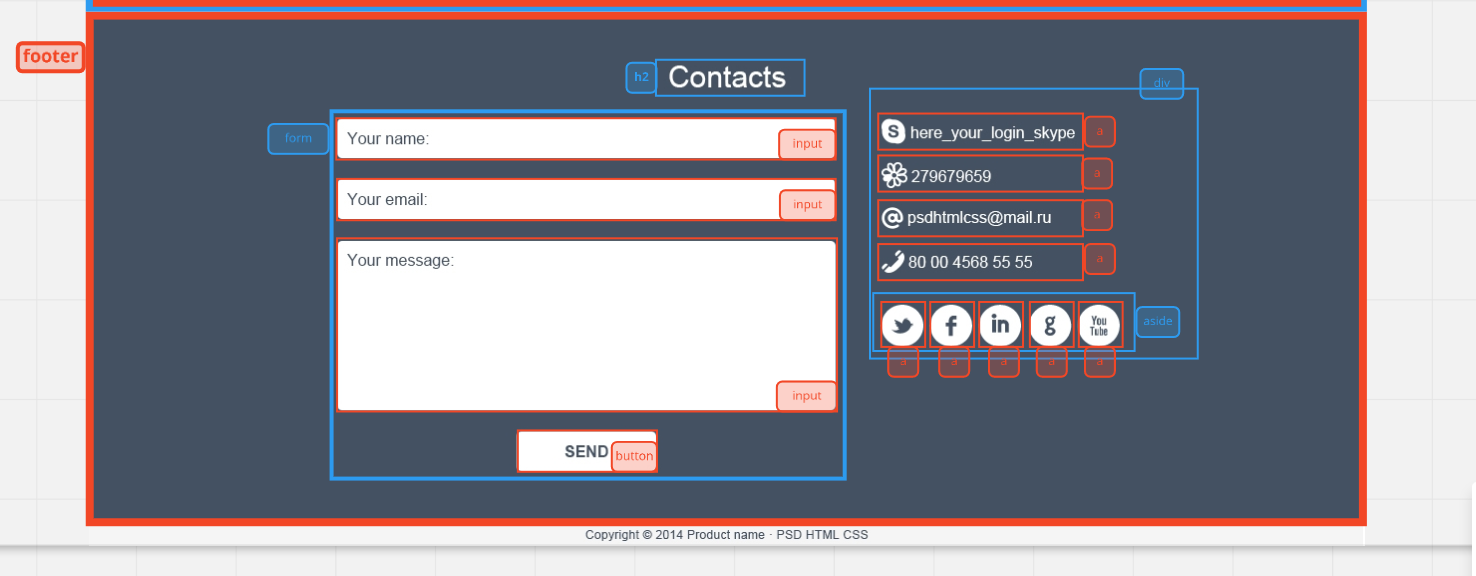 footer
h2
Contacts
div
form
Your name:
input
Your email:
input
Your message:
input
SEND
button
S here_your_login_skype
a
279679659
a
@ psdhtmlcss@mail.ru
a
80 00 4568 55 55
a
f
in
g
You
Tube
aside
a
a
a
a
a
Copyright © 2014 Product name · PSD HTML CSS